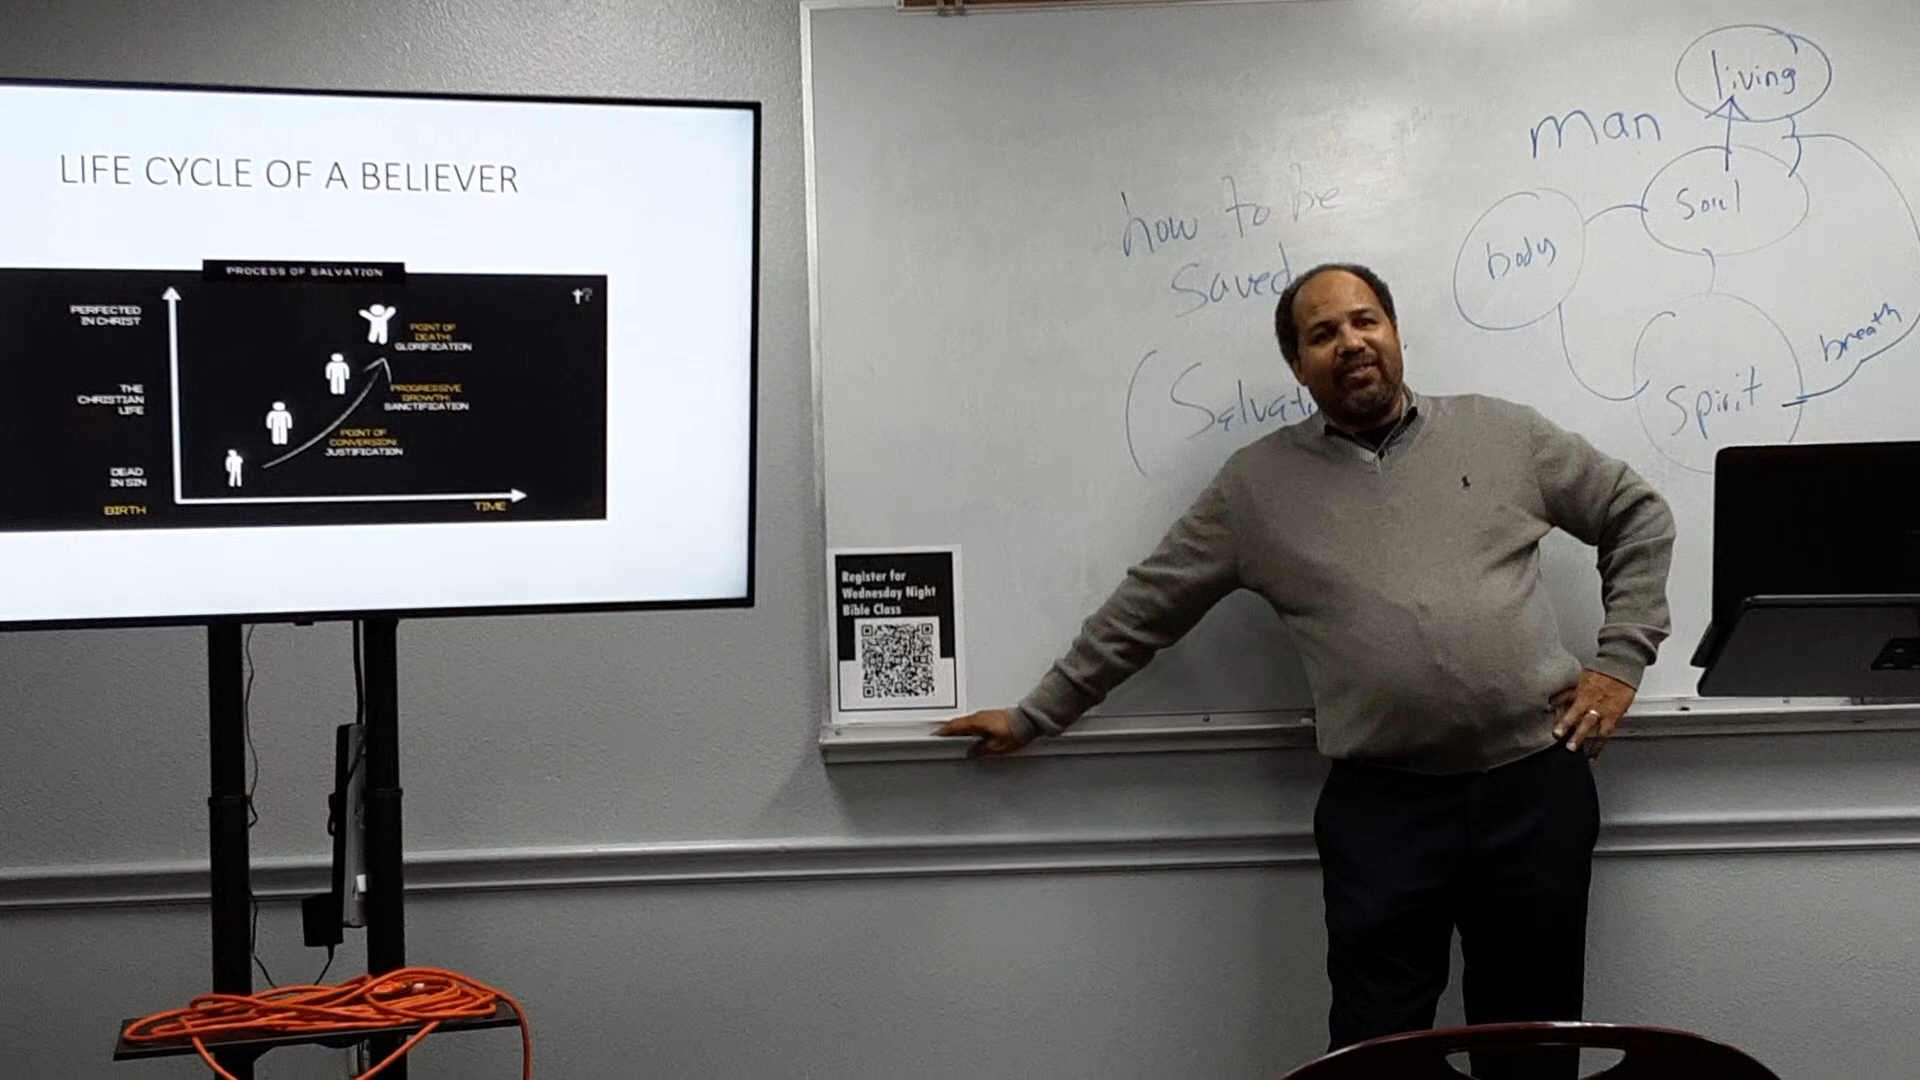 LIFE CYCLE OF A BELIEVER
PROCESS OF SALVATION
PERFECTED
IN CHRIST
THE
CHRISTIAN
LIFE
DEAD
IN SIN
BIRTH
POINT OF
DEATH:
GLORIFICATION
PROGRESSIVE
GROWTH:
SANCTIFICATION
POINT OF
CONVERSION:
JUSTIFICATION
TIME
Register for
Wednesday Night
Bible Class
how to be
saved
(Salvati
man
living
soul
body
spirit
breath